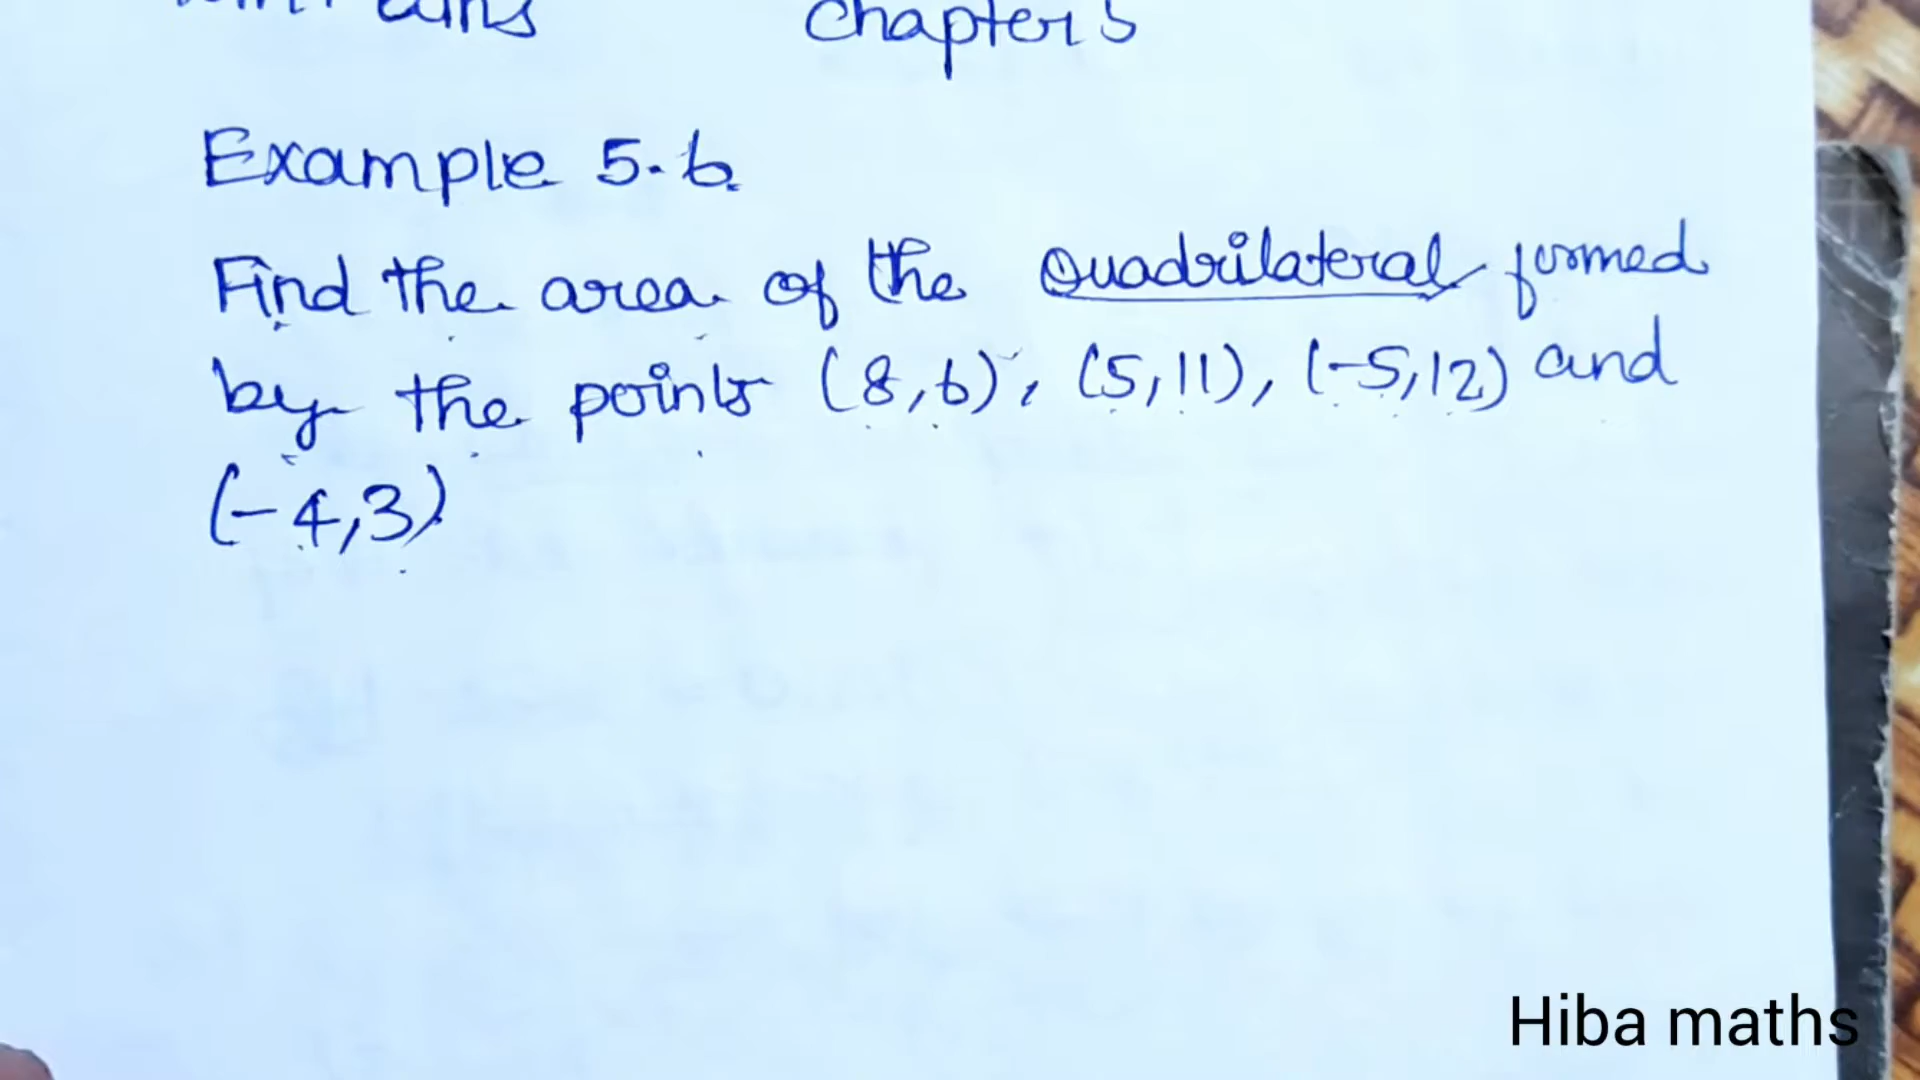 Chapter 5
Example 5.6.
Find the area of the Quadrilateral formed
by the points (8,6), (5,11), (-5,12) and
(-4,3)
Hiba maths